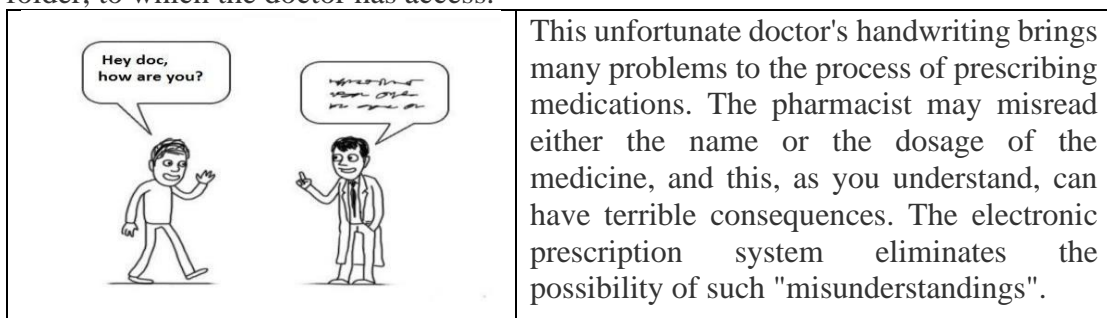 folder, to which the doctor has access.
Hey doc,
how are you?
This unfortunate doctor's handwriting brings
many problems to the process of prescribing
medications. The pharmacist may misread
either the name or the dosage of the
medicine, and this, as you understand, can
have terrible consequences. The electronic
prescription system eliminates the
possibility of such "misunderstandings".